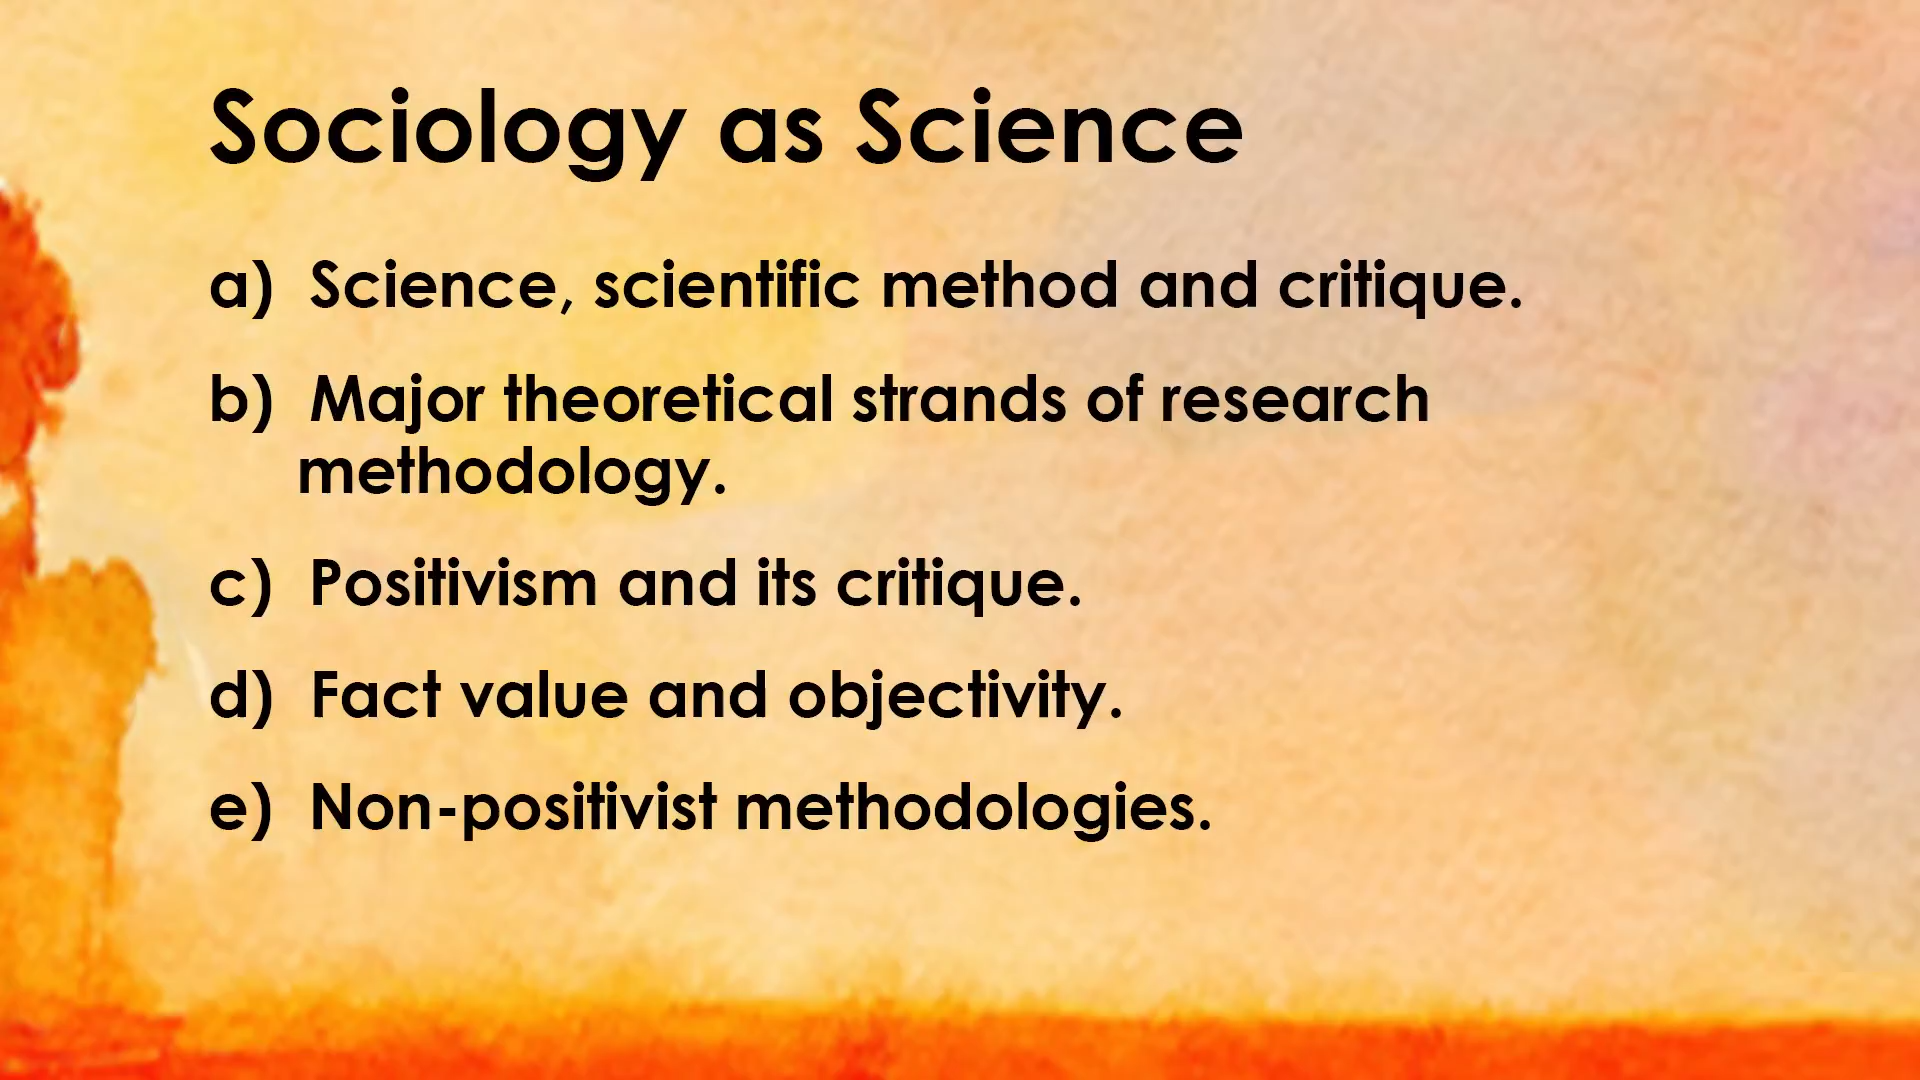 Sociology as Science
a) Science, scientific method and critique.
b) Major theoretical strands of research
methodology.
c) Positivism and its critique.
d) Fact value and objectivity.
e) Non-positivist methodologies.